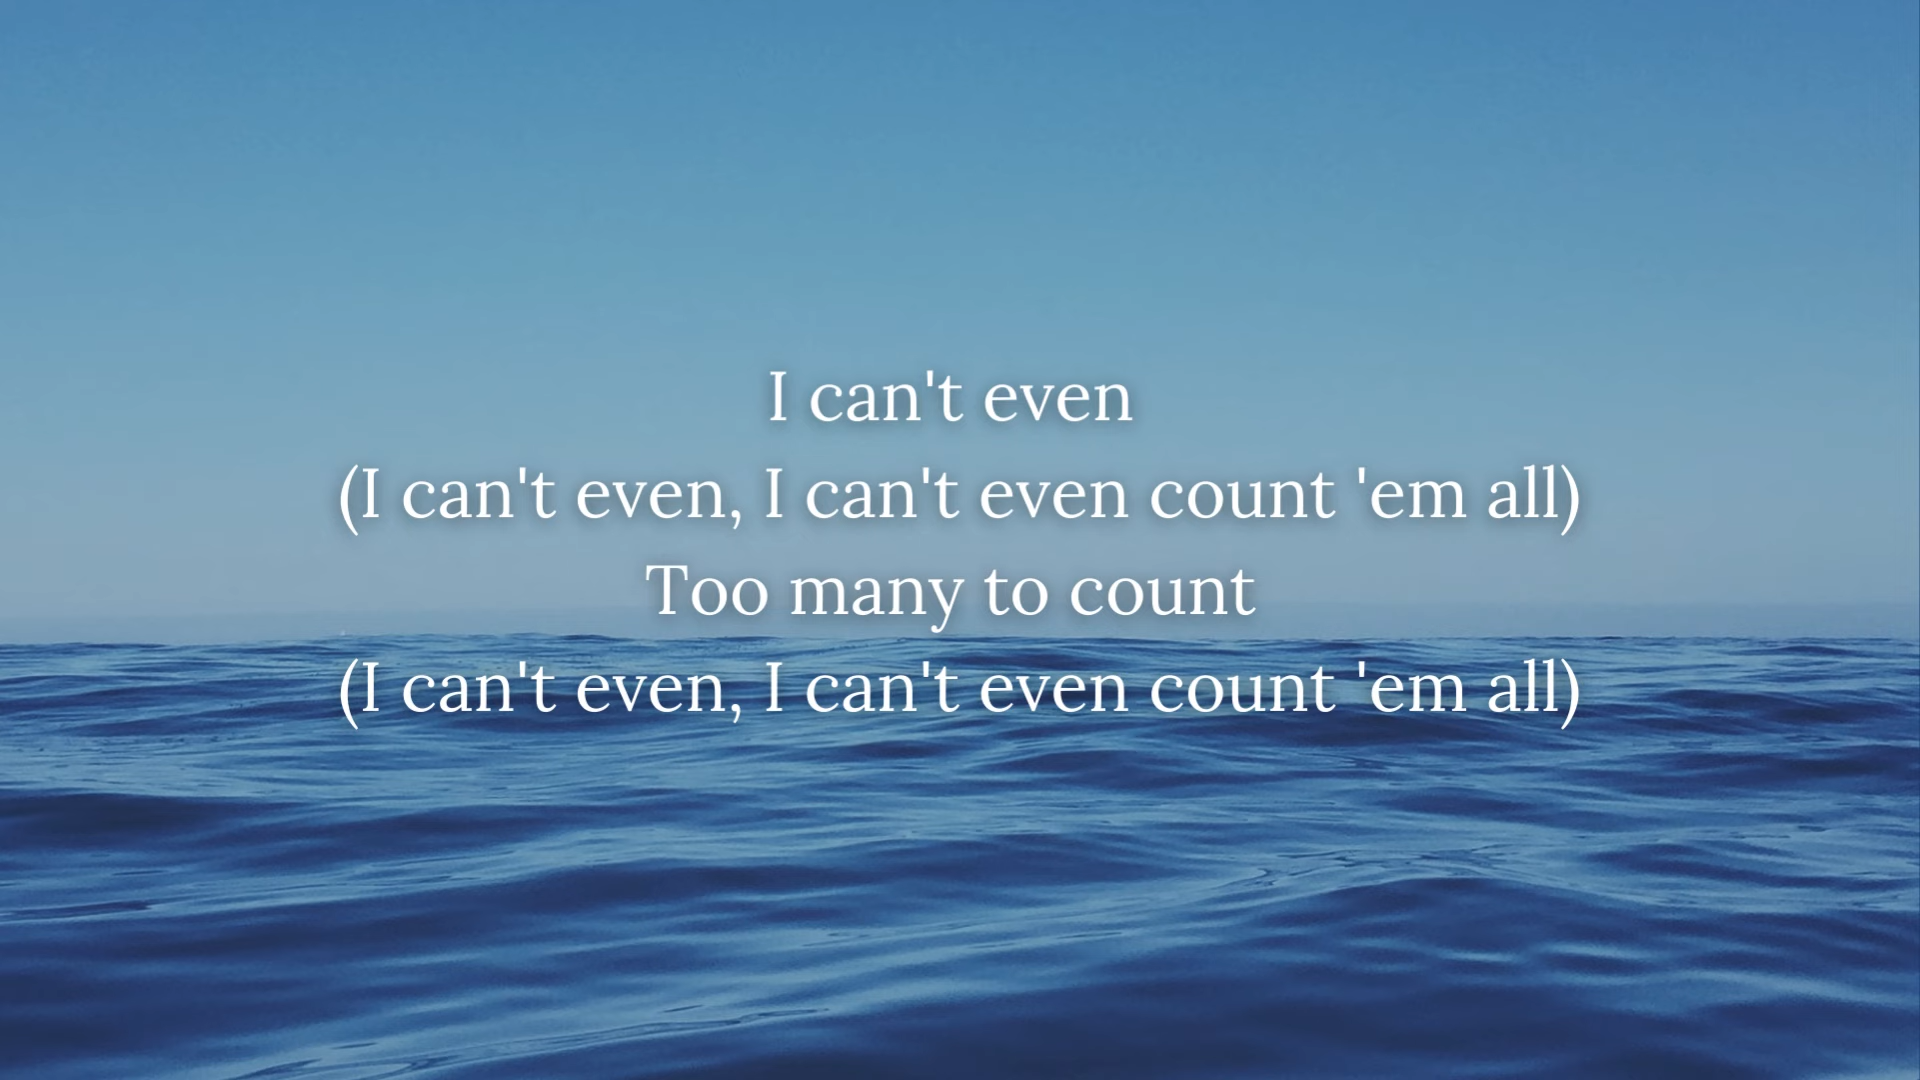 I can't even
(I can't even, I can't even count 'em all)
Too many to count
(I can't even, I can't even count 'em all)